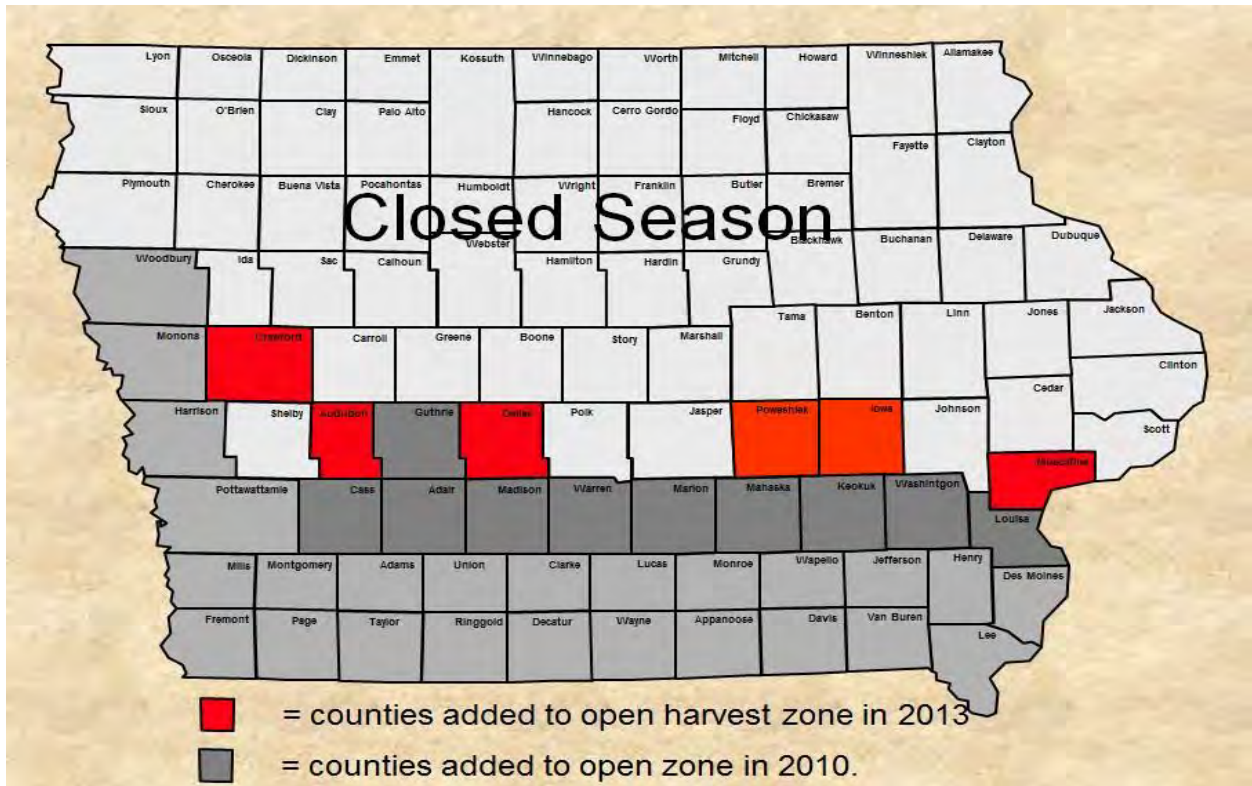 Lyon Osceola Dickinson Emmet Kossuth Winnebago Worth Mitchell Howard Winneshiek Allamakee
Sioux O'Brien Clay Palo Alto Hancock Cerro Gordo Floyd Chickasaw
Fayette Clayton
Plymouth Cherokee Buena Vista Pocahontas Humboldt Wright Franklin Butler Bremer
Closed Season
Woodbury Ida Sac Calhoun Webster Hamilton Hardin Grundy Blackhawk Buchanan Delaware Dubuque
Monona Crawford Carroll Greene Boone Story Marshall Tama Benton Linn Jones Jackson
Clinton
Harrison Shelby Audubon Guthrie Dallas Polk Jasper Poweshiek Iowa Johnson Cedar Scott
Muscatine
Pottawattamie Cass Adair Madison Warren Marion Mahaska Keokuk Washintgon Louisa
Mills Montgomery Adams Union Clarke Lucas Monroe Wapello Jefferson Henry Des Moines
Fremont Page Taylor Ringgold Decatur Wayne Appanoose Davis Van Buren Lee
= counties added to open harvest zone in 2013
= counties added to open zone in 2010.